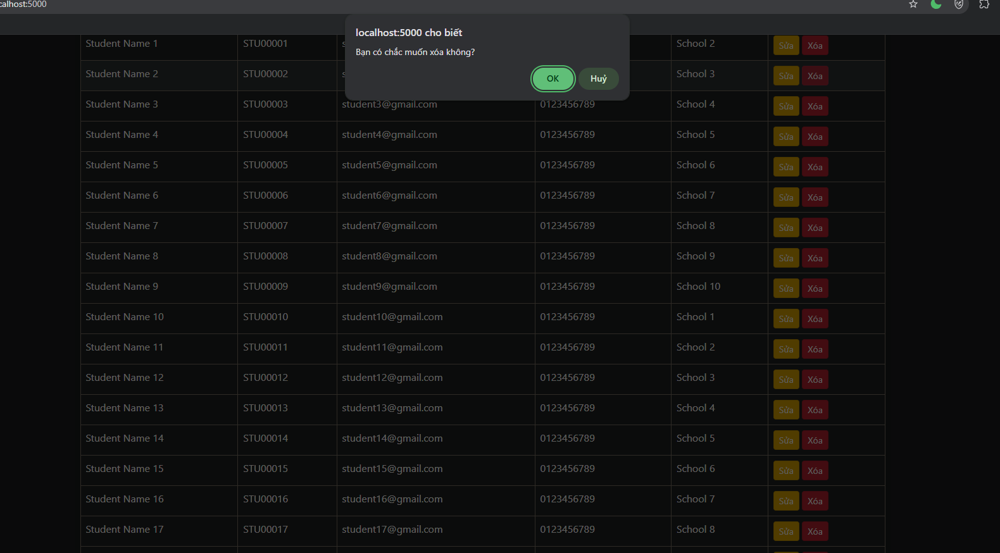 calhost:5000
localhost:5000 cho biết
Bạn có chắc muốn xóa không?
OK Huỷ
Student Name 1 STU00001 s School 2 Sửa Xóa
Student Name 2 STU00002 s School 3 Sửa Xóa
Student Name 3 STU00003 student3@gmail.com 0123456789 School 4 Sửa Xóa
Student Name 4 STU00004 student4@gmail.com 0123456789 School 5 Sửa Xóa
Student Name 5 STU00005 student5@gmail.com 0123456789 School 6 Sửa Xóa
Student Name 6 STU00006 student6@gmail.com 0123456789 School 7 Sửa Xóa
Student Name 7 STU00007 student7@gmail.com 0123456789 School 8 Sửa Xóa
Student Name 8 STU00008 student8@gmail.com 0123456789 School 9 Sửa Xóa
Student Name 9 STU00009 student9@gmail.com 0123456789 School 10 Sửa Xóa
Student Name 10 STU00010 student10@gmail.com 0123456789 School 1 Sửa Xóa
Student Name 11 STU00011 student11@gmail.com 0123456789 School 2 Sửa Xóa
Student Name 12 STU00012 student12@gmail.com 0123456789 School 3 Sửa Xóa
Student Name 13 STU00013 student13@gmail.com 0123456789 School 4 Sửa Xóa
Student Name 14 STU00014 student14@gmail.com 0123456789 School 5 Sửa Xóa
Student Name 15 STU00015 student15@gmail.com 0123456789 School 6 Sửa Xóa
Student Name 16 STU00016 student16@gmail.com 0123456789 School 7 Sửa Xóa
Student Name 17 STU00017 student17@gmail.com 0123456789 School 8 Sửa Xóa